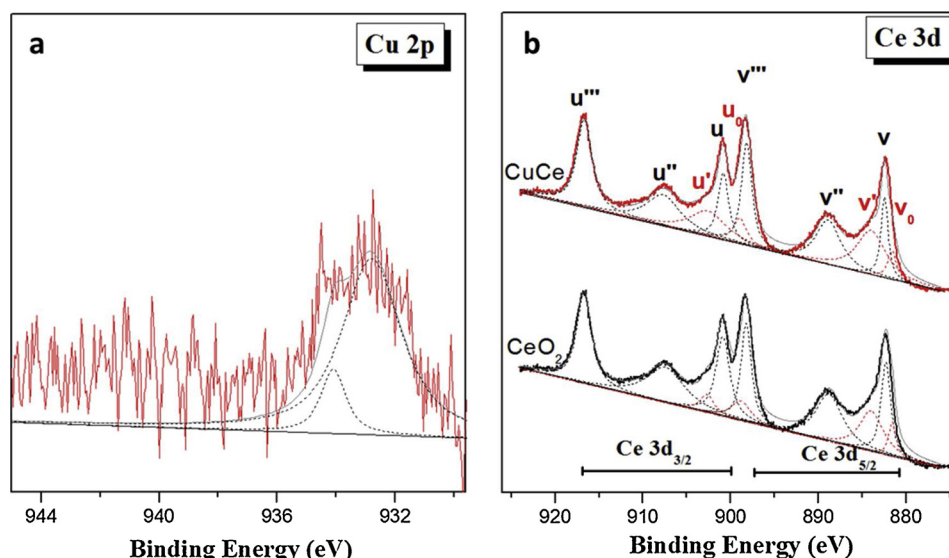 a
Cu 2p
944
940
936
932
Binding Energy (eV)
b
Ce 3d
v'''
u'''
u₀
u
v
u''
u'
CuCe
v''
v'
v₀
CeO₂
Ce 3d₃/₂
Ce 3d₅/₂
920
910
900
890
880
Binding Energy (eV)